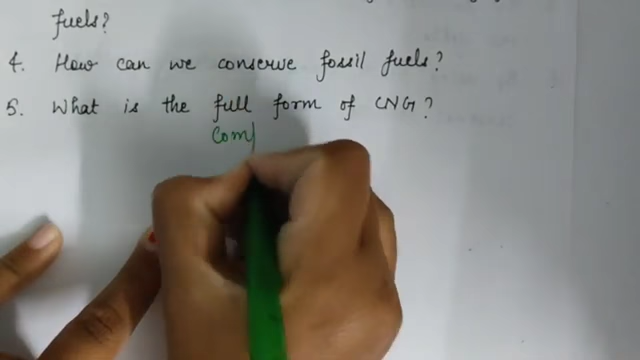 fuels?
4. How can we conserve fossil fuels?
5. What is the full form of CNG?
Com